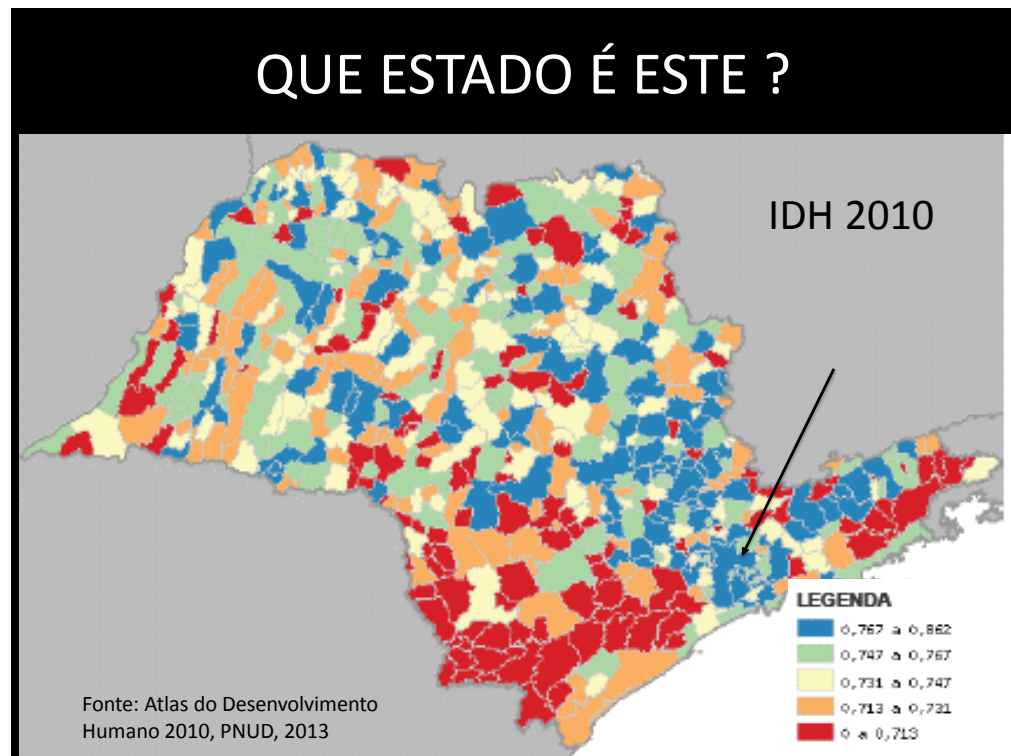 QUE ESTADO É ESTE ?
IDH 2010
LEGENDA
0,767 a 0,862
0,747 a 0,767
0,731 a 0,747
0,713 a 0,731
0 a 0,713
Fonte: Atlas do Desenvolvimento
Humano 2010, PNUD, 2013